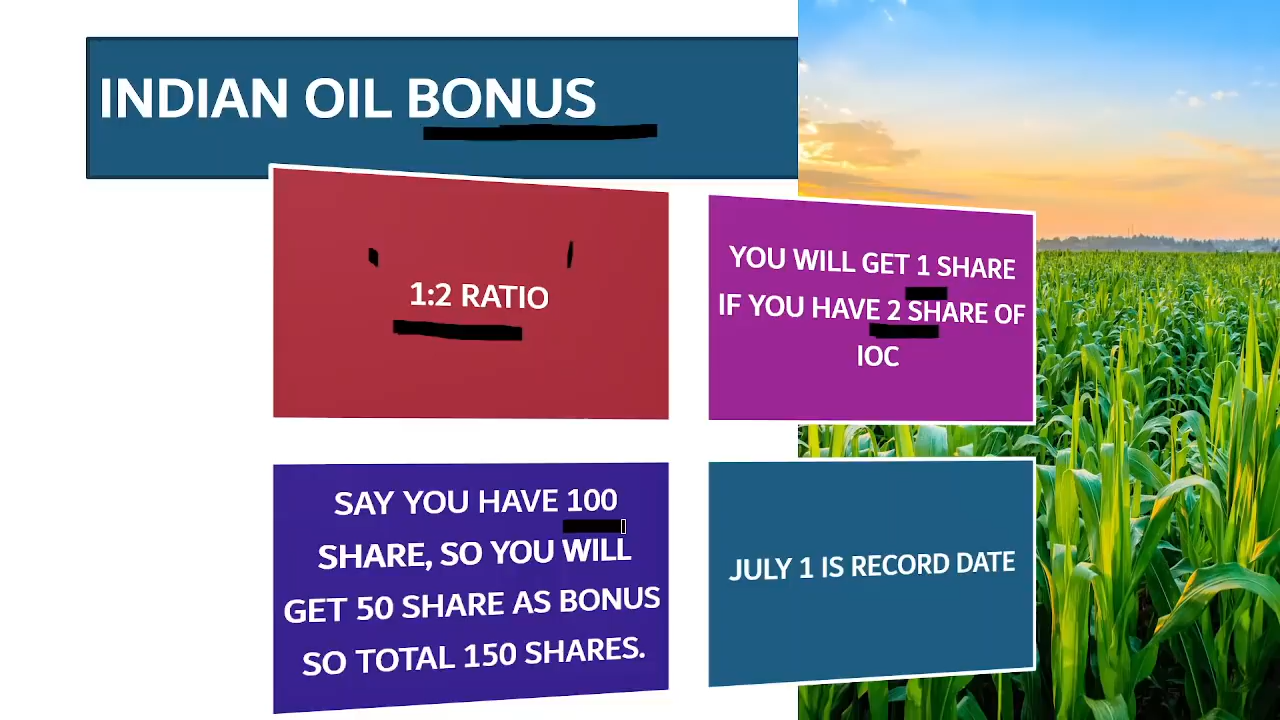 INDIAN OIL BONUS
1:2 RATIO
YOU WILL GET 1 SHARE
IF YOU HAVE 2 SHARE OF
IOC
SAY YOU HAVE 100
SHARE, SO YOU WILL
GET 50 SHARE AS BONUS
SO TOTAL 150 SHARES.
JULY 1 IS RECORD DATE